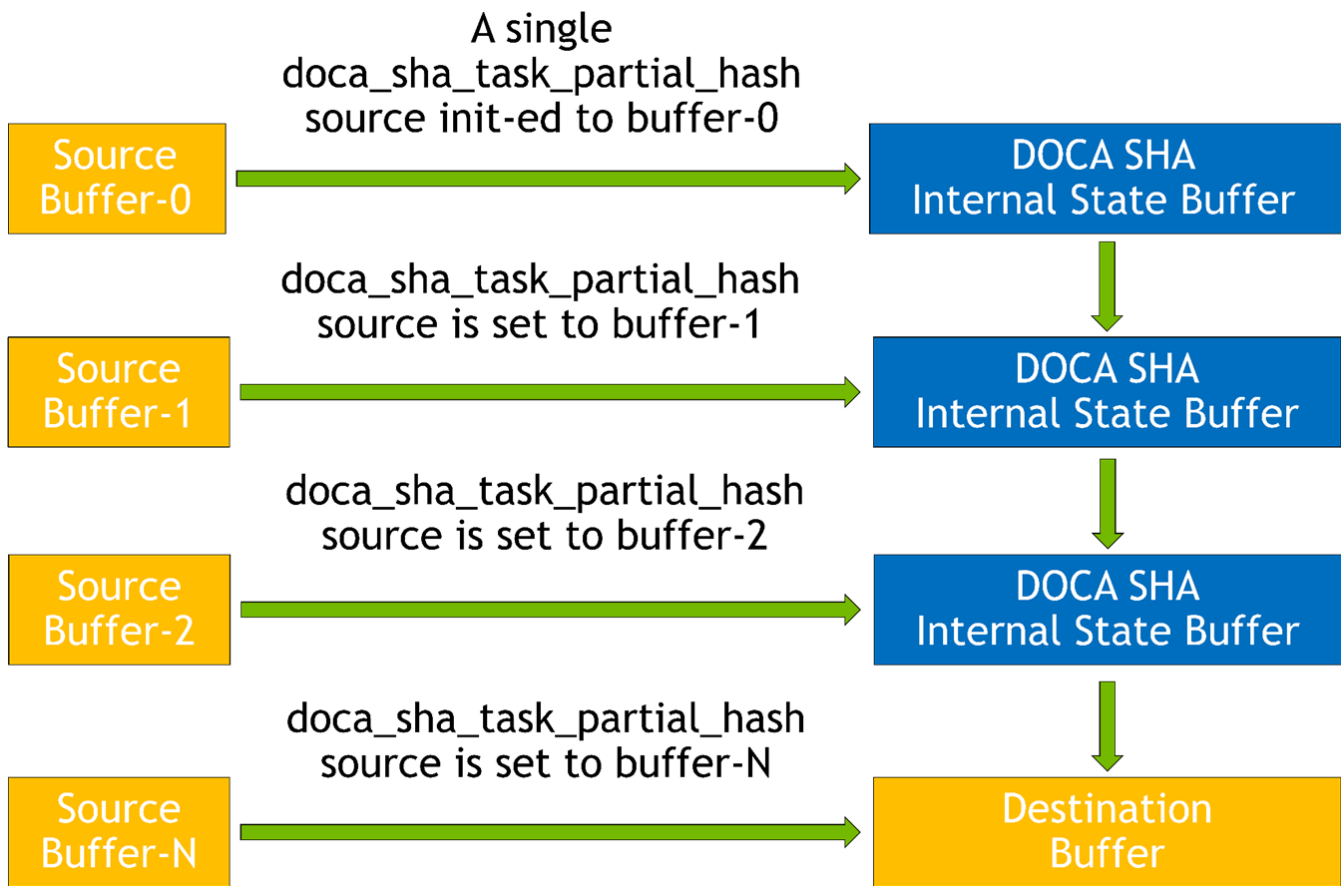 A single
doca_sha_task_partial_hash
source init-ed to buffer-0
Source
Buffer-0
DOCA SHA
Internal State Buffer
doca_sha_task_partial_hash
source is set to buffer-1
Source
Buffer-1
DOCA SHA
Internal State Buffer
doca_sha_task_partial_hash
source is set to buffer-2
Source
Buffer-2
DOCA SHA
Internal State Buffer
doca_sha_task_partial_hash
source is set to buffer-N
Source
Buffer-N
Destination
Buffer